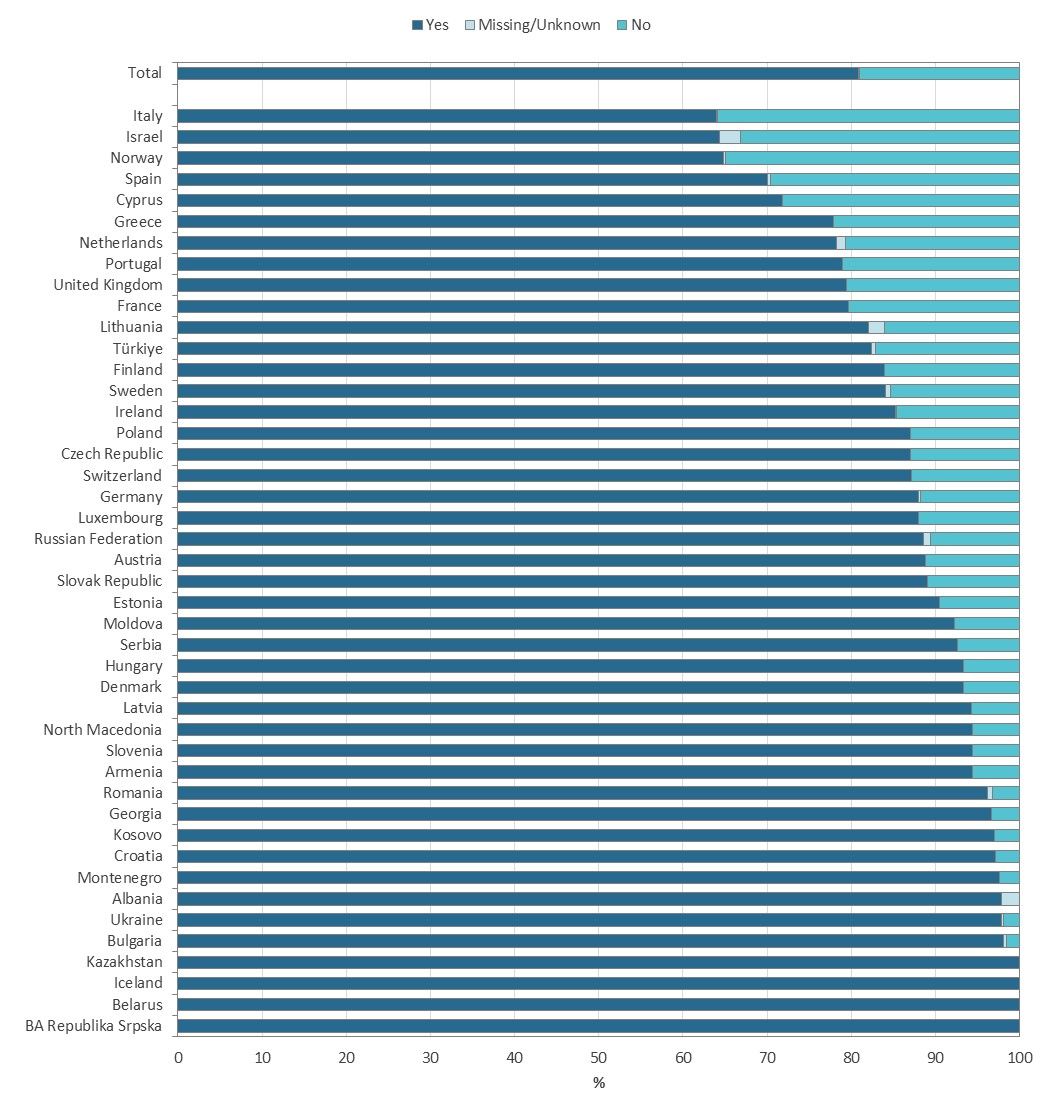 Yes Missing/Unknown No
Total
Italy
Israel
Norway
Spain
Cyprus
Greece
Netherlands
Portugal
United Kingdom
France
Lithuania
Türkiye
Finland
Sweden
Ireland
Poland
Czech Republic
Switzerland
Germany
Luxembourg
Russian Federation
Austria
Slovak Republic
Estonia
Moldova
Serbia
Hungary
Denmark
Latvia
North Macedonia
Slovenia
Armenia
Romania
Georgia
Kosovo
Croatia
Montenegro
Albania
Ukraine
Bulgaria
Kazakhstan
Iceland
Belarus
BA Republika Srpska
0 10 20 30 40 50 60 70 80 90 100
%